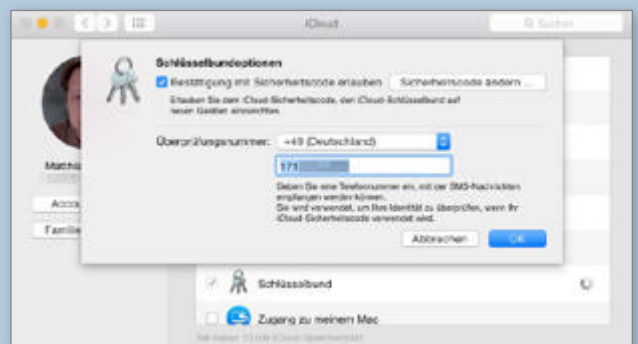 iCloud
Suchen
Schlüsselbundoptionen
Bestätigung mit Sicherheitscode erlauben
Sicherheitscode ändern ...
Erlauben Sie dem iCloud-Sicherheitscode, den iCloud-Schlüsselbund auf
neuen Geräten einzurichten.
Überprüfungsnummer:
+49 (Deutschland)
171
Geben Sie eine Telefonnummer ein, mit der SMS-Nachrichten
empfangen werden können.
Sie wird verwendet, um Ihre Identität zu überprüfen, wenn Ihr
iCloud-Sicherheitscode verwendet wird.
Abbrechen
OK
Matthia
Accou
Familie
Schlüsselbund
Zugang zu meinem Mac